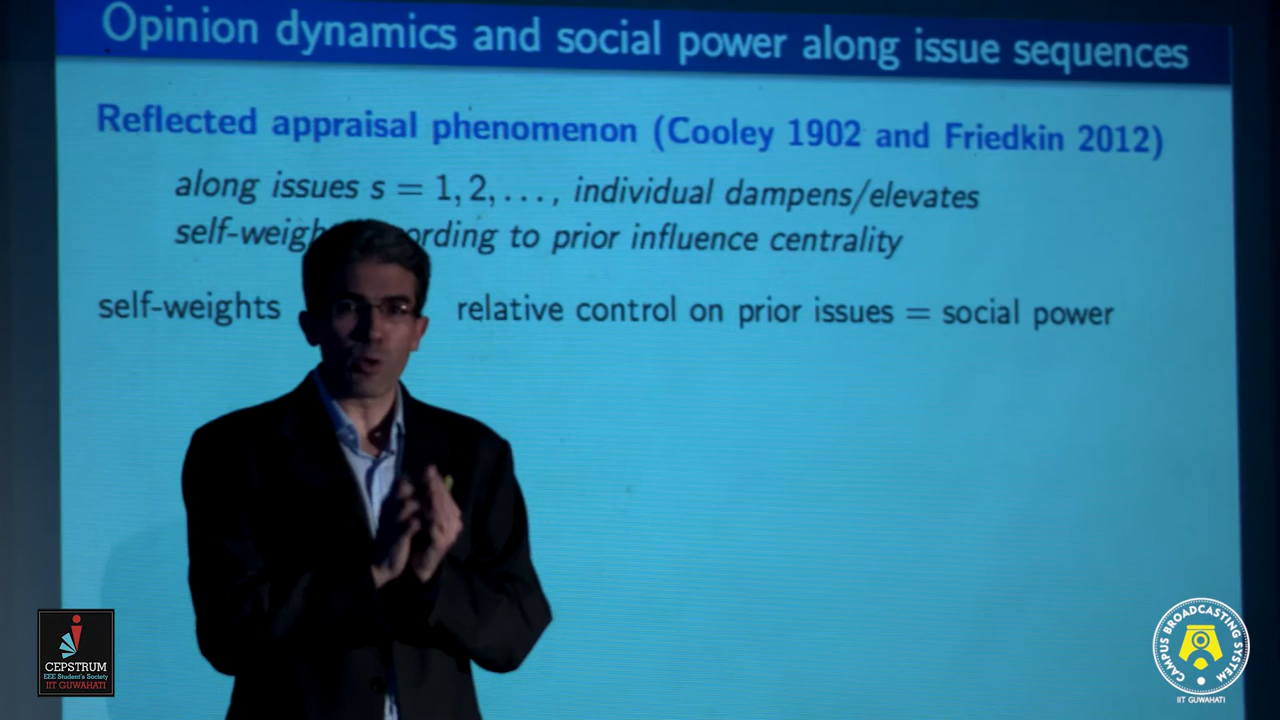 Opinion dynamics and social power along issue sequences
Reflected appraisal phenomenon (Cooley 1902 and Friedkin 2012)
along issues s = 1, 2, . . . , individual dampens/elevates
self-weigh ording to prior influence centrality
self-weights relative control on prior issues = social power
CEPSTRUM
EEE Student's Society
IIT GUWAHATI
CAMPUS BROADCASTING SYSTEM
IIT GUWAHATI